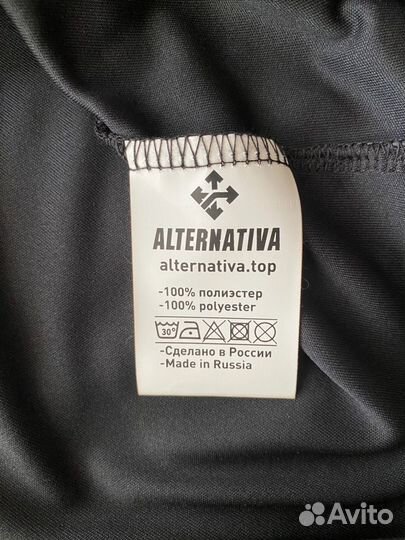 ALTERNATIVA
alternativa.top
-100% полиэстер
-100% polyester
30°
-Сделано в России
-Made in Russia
Avito